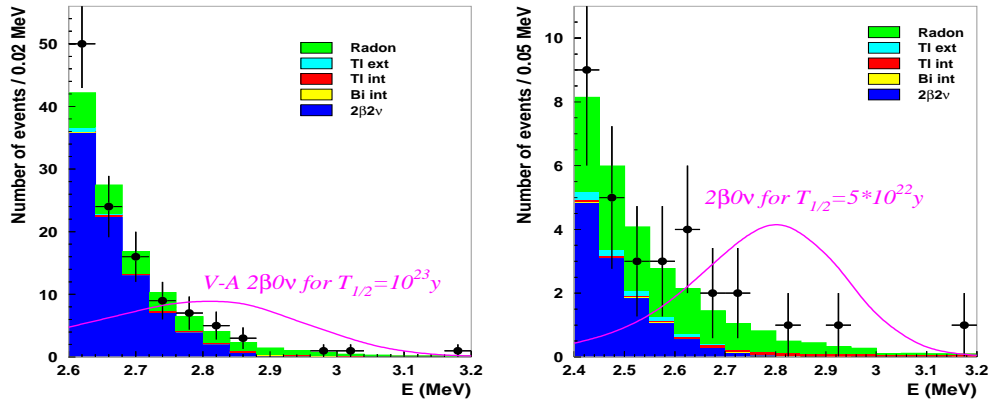 Number of events / 0.02 MeV
50
40
30
20
10
0
Radon
Tl ext
Tl int
Bi int
2β2ν
V-A 2β0ν for T1/2=10²³y
2.6 2.7 2.8 2.9 3 3.1 3.2
E (MeV)
Number of events / 0.05 MeV
10
8
6
4
2
0
Radon
Tl ext
Tl int
Bi int
2β2ν
2β0ν for T1/2=5*10²²y
2.4 2.5 2.6 2.7 2.8 2.9 3 3.1 3.2
E (MeV)